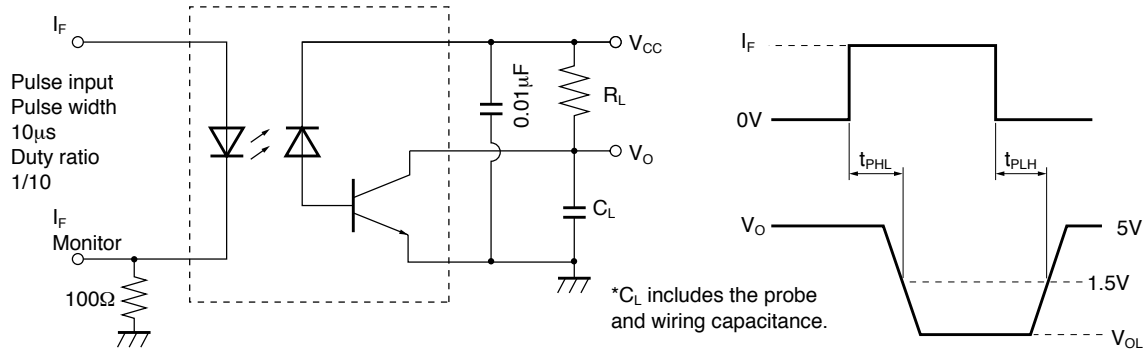 I_F
Pulse input
Pulse width
10μs
Duty ratio
1/10
I_F
Monitor
100Ω
0.01μF
V_CC
R_L
V_O
C_L
*C_L includes the probe
and wiring capacitance.
I_F
0V
t_PHL
t_PLH
V_O
5V
1.5V
V_OL